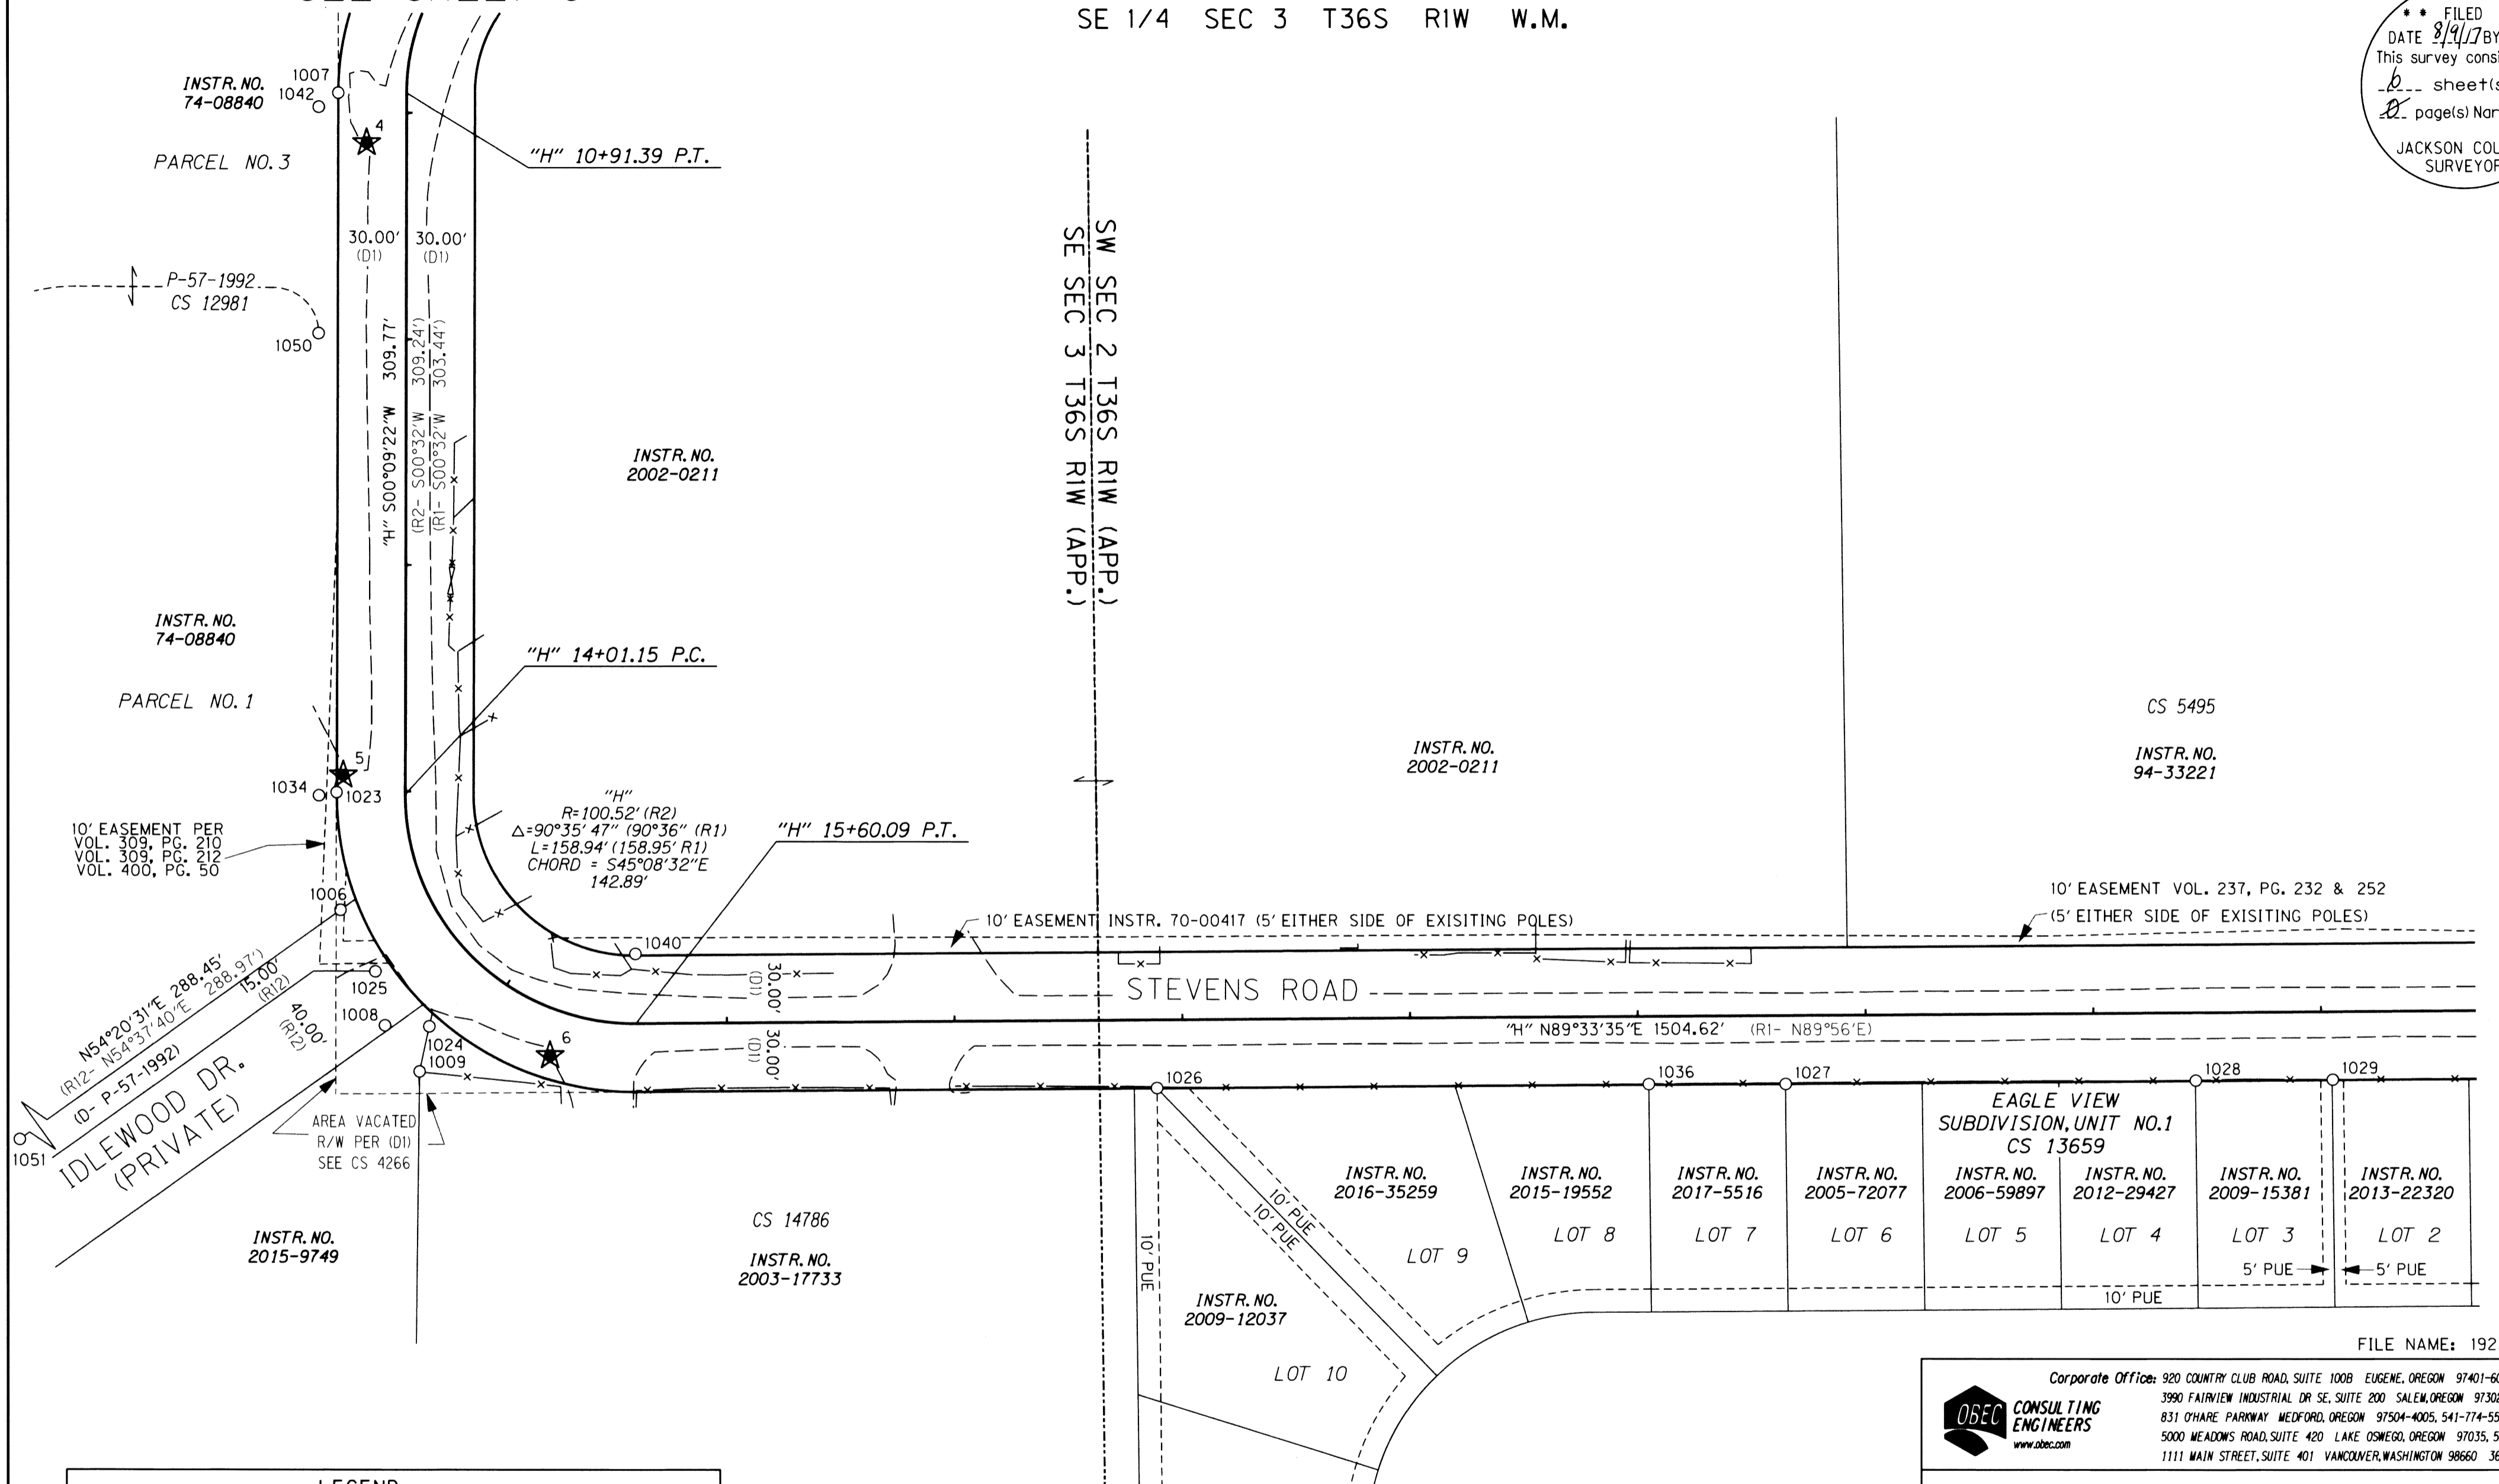 SE 1/4 SEC 3 T36S R1W W.M.
* * FILED
DATE 8/9/17 BY
This survey consi
6 sheet(s
0 page(s) Nar
JACKSON COU
SURVEYOR
INSTR. NO.
74-08840
1007
1042
4
PARCEL NO. 3
"H" 10+91.39 P.T.
30.00'
(D1)
30.00'
(D1)
P-57-1992
CS 12981
1050
"H" S00°09'22"W 309.77'
(R2- S00°32'W 309.24')
(R1- S00°32'W 303.44')
INSTR. NO.
2002-0211
SW SEC 2 T36S R1W (APP.)
SE SEC 3 T36S R1W (APP.)
INSTR. NO.
74-08840
PARCEL NO. 1
"H" 14+01.15 P.C.
5
1034
1023
10' EASEMENT PER
VOL. 309, PG. 210
VOL. 309, PG. 212
VOL. 400, PG. 50
"H"
R=100.52' (R2)
Δ=90°35'47" (90°36" (R1)
L=158.94' (158.95' R1)
CHORD = S45°08'32"E
142.89'
"H" 15+60.09 P.T.
INSTR. NO.
2002-0211
CS 5495
INSTR. NO.
94-33221
10' EASEMENT VOL. 237, PG. 232 & 252
(5' EITHER SIDE OF EXISITING POLES)
10' EASEMENT INSTR. 70-00417 (5' EITHER SIDE OF EXISITING POLES)
1006
1040
1025
1008
1024
1009
6
30.00'
(D1)
30.00'
(D1)
STEVENS ROAD
"H" N89°33'35"E 1504.62' (R1- N89°56'E)
N54°20'31"E 288.45'
(R12- N54°37'40"E 288.97')
(D- P-57-1992)
15.00'
(R12)
40.00'
(R12)
IDLEWOOD DR.
(PRIVATE)
1051
AREA VACATED
R/W PER (D1)
SEE CS 4266
1026
1036
1027
1028
1029
EAGLE VIEW
SUBDIVISION, UNIT NO.1
CS 13659
INSTR. NO.
2016-35259
LOT 9
INSTR. NO.
2015-19552
LOT 8
INSTR. NO.
2017-5516
LOT 7
INSTR. NO.
2005-72077
LOT 6
INSTR. NO.
2006-59897
LOT 5
INSTR. NO.
2012-29427
LOT 4
INSTR. NO.
2009-15381
LOT 3
INSTR. NO.
2013-22320
LOT 2
5' PUE
5' PUE
10' PUE
10' PUE
10' PUE
10' PUE
INSTR. NO.
2015-9749
CS 14786
INSTR. NO.
2003-17733
INSTR. NO.
2009-12037
LOT 10
FILE NAME: 192
OBEC CONSULTING
ENGINEERS
www.obec.com
Corporate Office: 920 COUNTRY CLUB ROAD, SUITE 100B EUGENE, OREGON 97401-60
3990 FAIRVIEW INDUSTRIAL DR SE, SUITE 200 SALEM, OREGON 97302
831 O'HARE PARKWAY MEDFORD, OREGON 97504-4005, 541-774-55
5000 MEADOWS ROAD, SUITE 420 LAKE OSWEGO, OREGON 97035, 5
1111 MAIN STREET, SUITE 401 VANCOUVER, WASHINGTON 98660 36
LEGEND